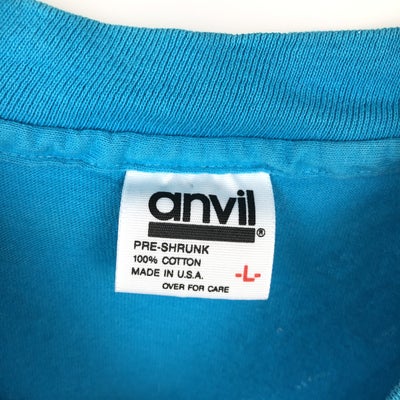 anvil®
PRE-SHRUNK
100% COTTON
MADE IN U.S.A. -L-
OVER FOR CARE